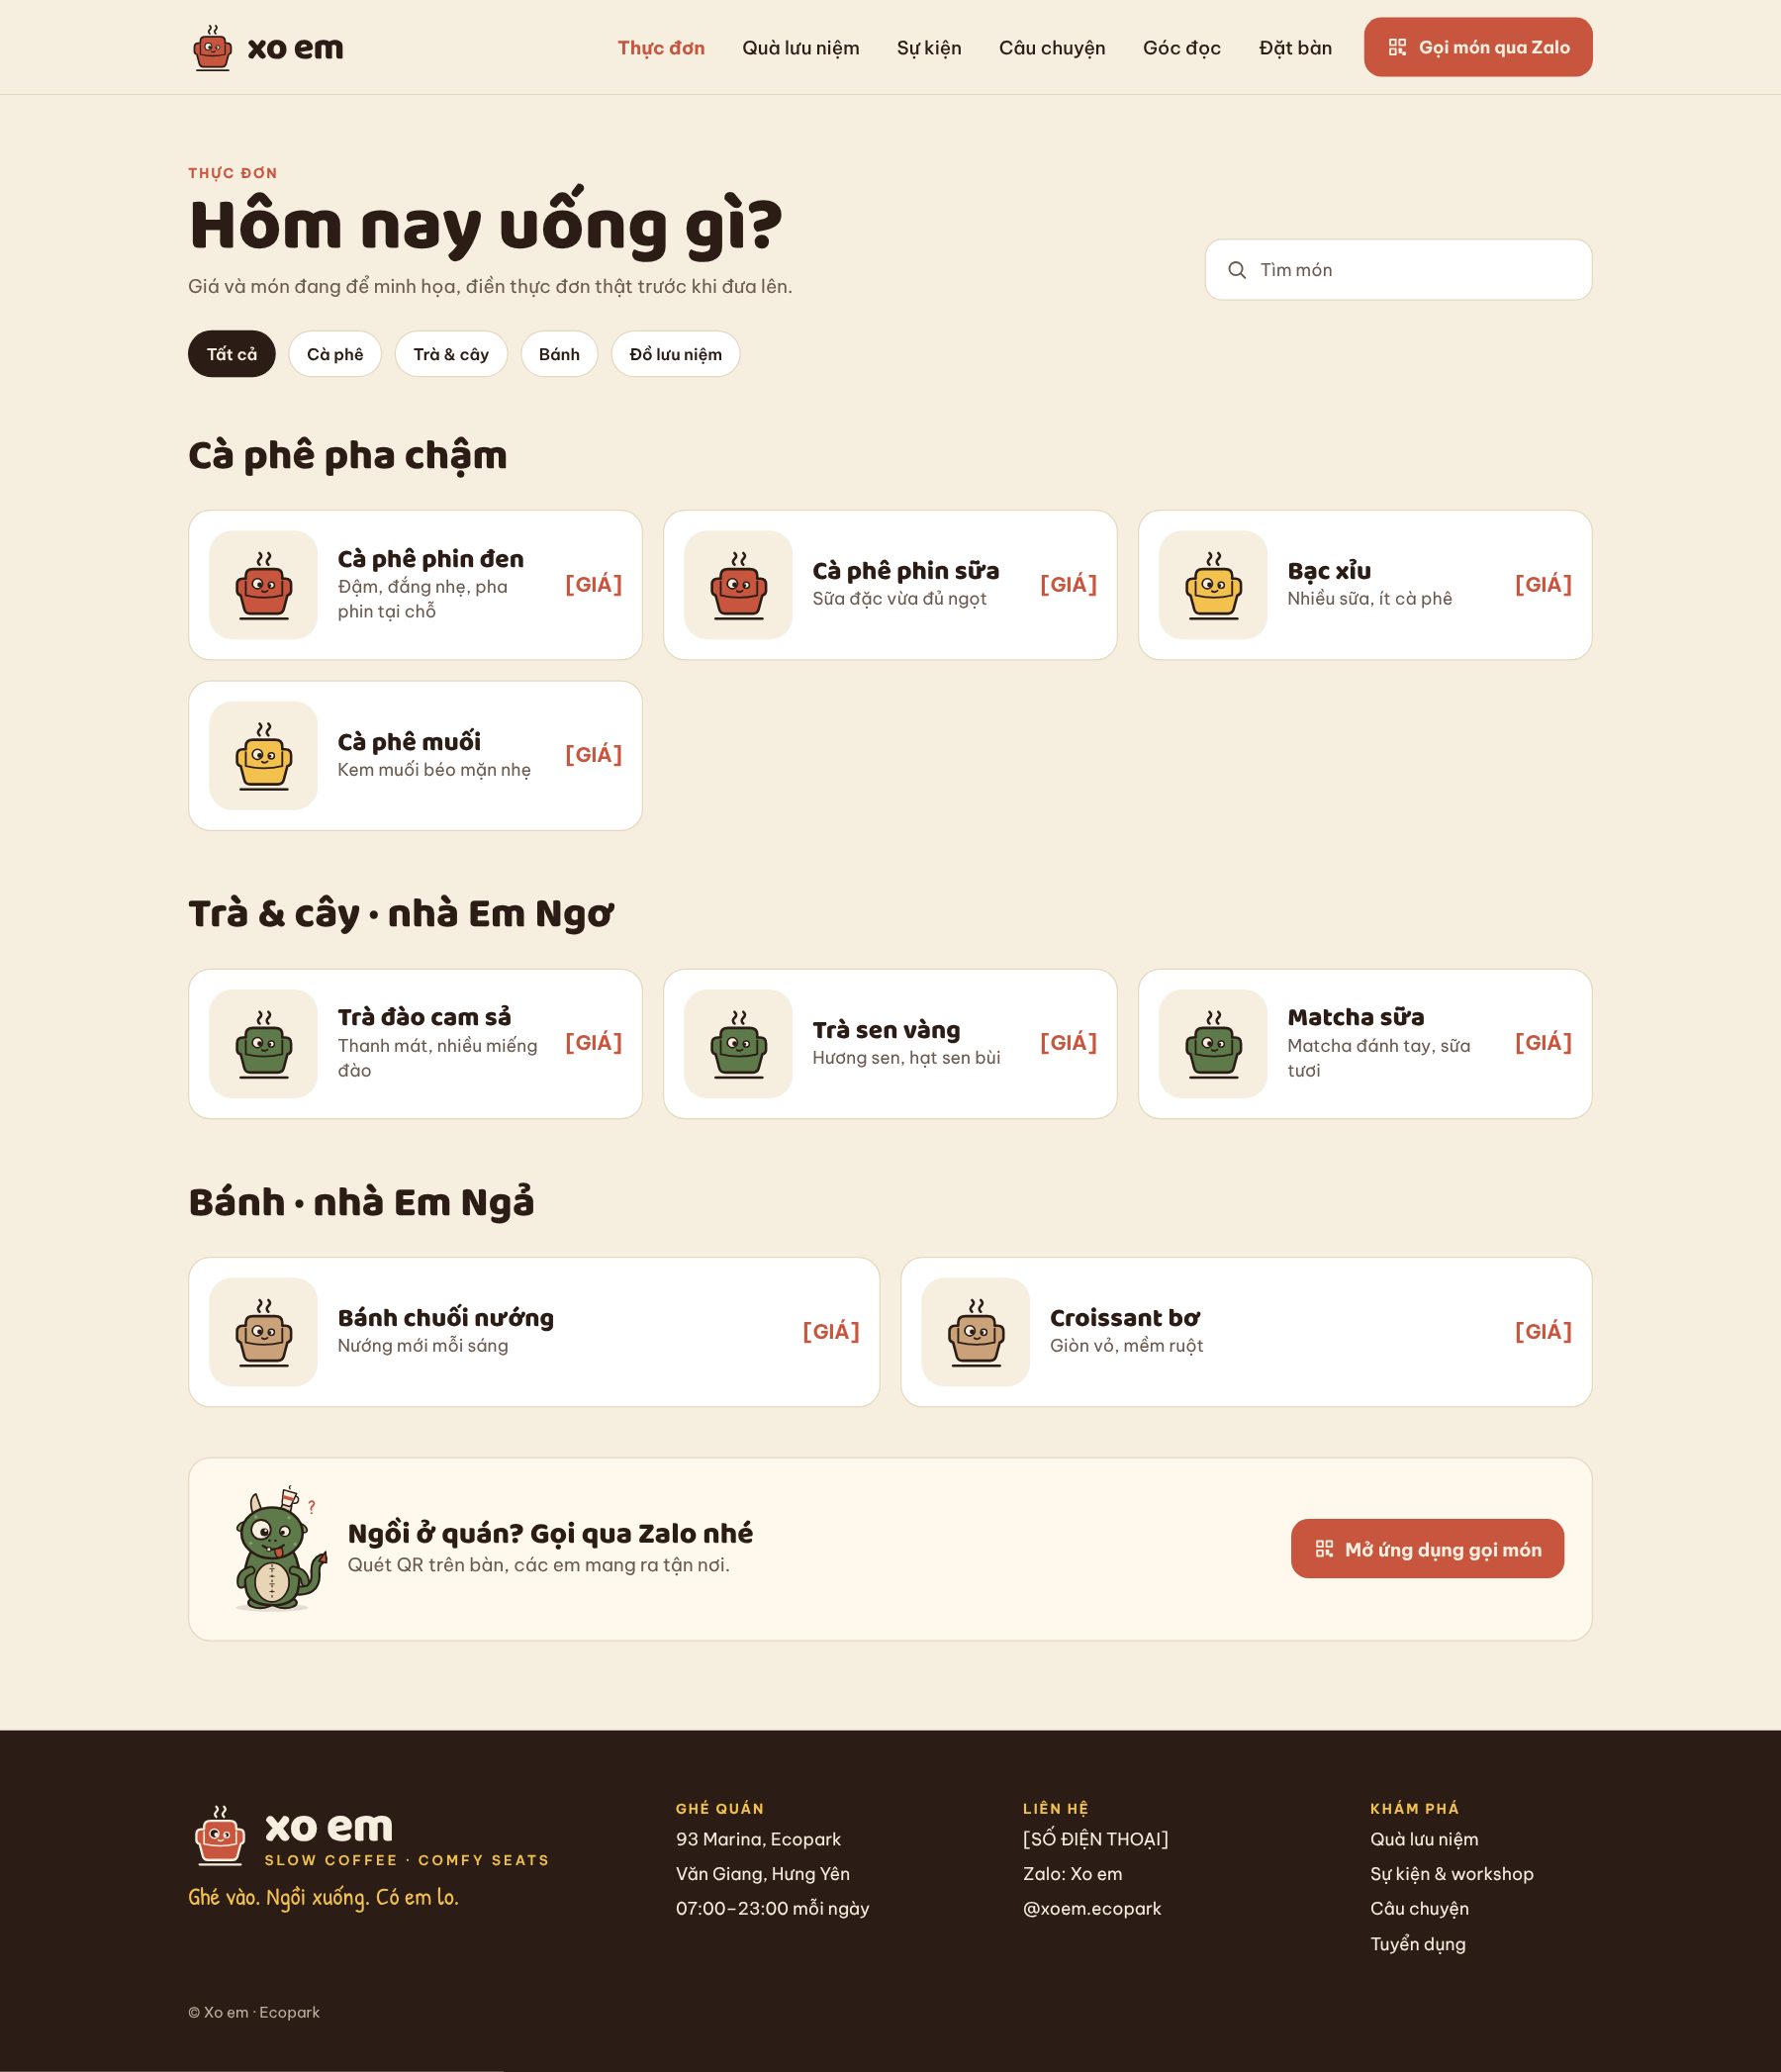 xo em
Thực đơn
Quà lưu niệm
Sự kiện
Câu chuyện
Góc đọc
Đặt bàn
Gọi món qua Zalo
THỰC ĐƠN
Hôm nay uống gì?
Giá và món đang để minh họa, điền thực đơn thật trước khi đưa lên.
Tìm món
Tất cả
Cà phê
Trà & cây
Bánh
Đồ lưu niệm
Cà phê pha chậm
Cà phê phin đen
Đậm, đắng nhẹ, pha
phin tại chỗ
[GIÁ]
Cà phê phin sữa
Sữa đặc vừa đủ ngọt
[GIÁ]
Bạc xỉu
Nhiều sữa, ít cà phê
[GIÁ]
Cà phê muối
Kem muối béo mặn nhẹ
[GIÁ]
Trà & cây · nhà Em Ngơ
Trà đào cam sả
Thanh mát, nhiều miếng
đào
[GIÁ]
Trà sen vàng
Hương sen, hạt sen bùi
[GIÁ]
Matcha sữa
Matcha đánh tay, sữa
tươi
[GIÁ]
Bánh · nhà Em Ngả
Bánh chuối nướng
Nướng mới mỗi sáng
[GIÁ]
Croissant bơ
Giòn vỏ, mềm ruột
[GIÁ]
?
Ngồi ở quán? Gọi qua Zalo nhé
Quét QR trên bàn, các em mang ra tận nơi.
Mở ứng dụng gọi món
xo em
SLOW COFFEE · COMFY SEATS
Ghé vào. Ngồi xuống. Có em lo.
GHÉ QUÁN
93 Marina, Ecopark
Văn Giang, Hưng Yên
07:00–23:00 mỗi ngày
LIÊN HỆ
[SỐ ĐIỆN THOẠI]
Zalo: Xo em
@xoem.ecopark
KHÁM PHÁ
Quà lưu niệm
Sự kiện & workshop
Câu chuyện
Tuyển dụng
© Xo em · Ecopark